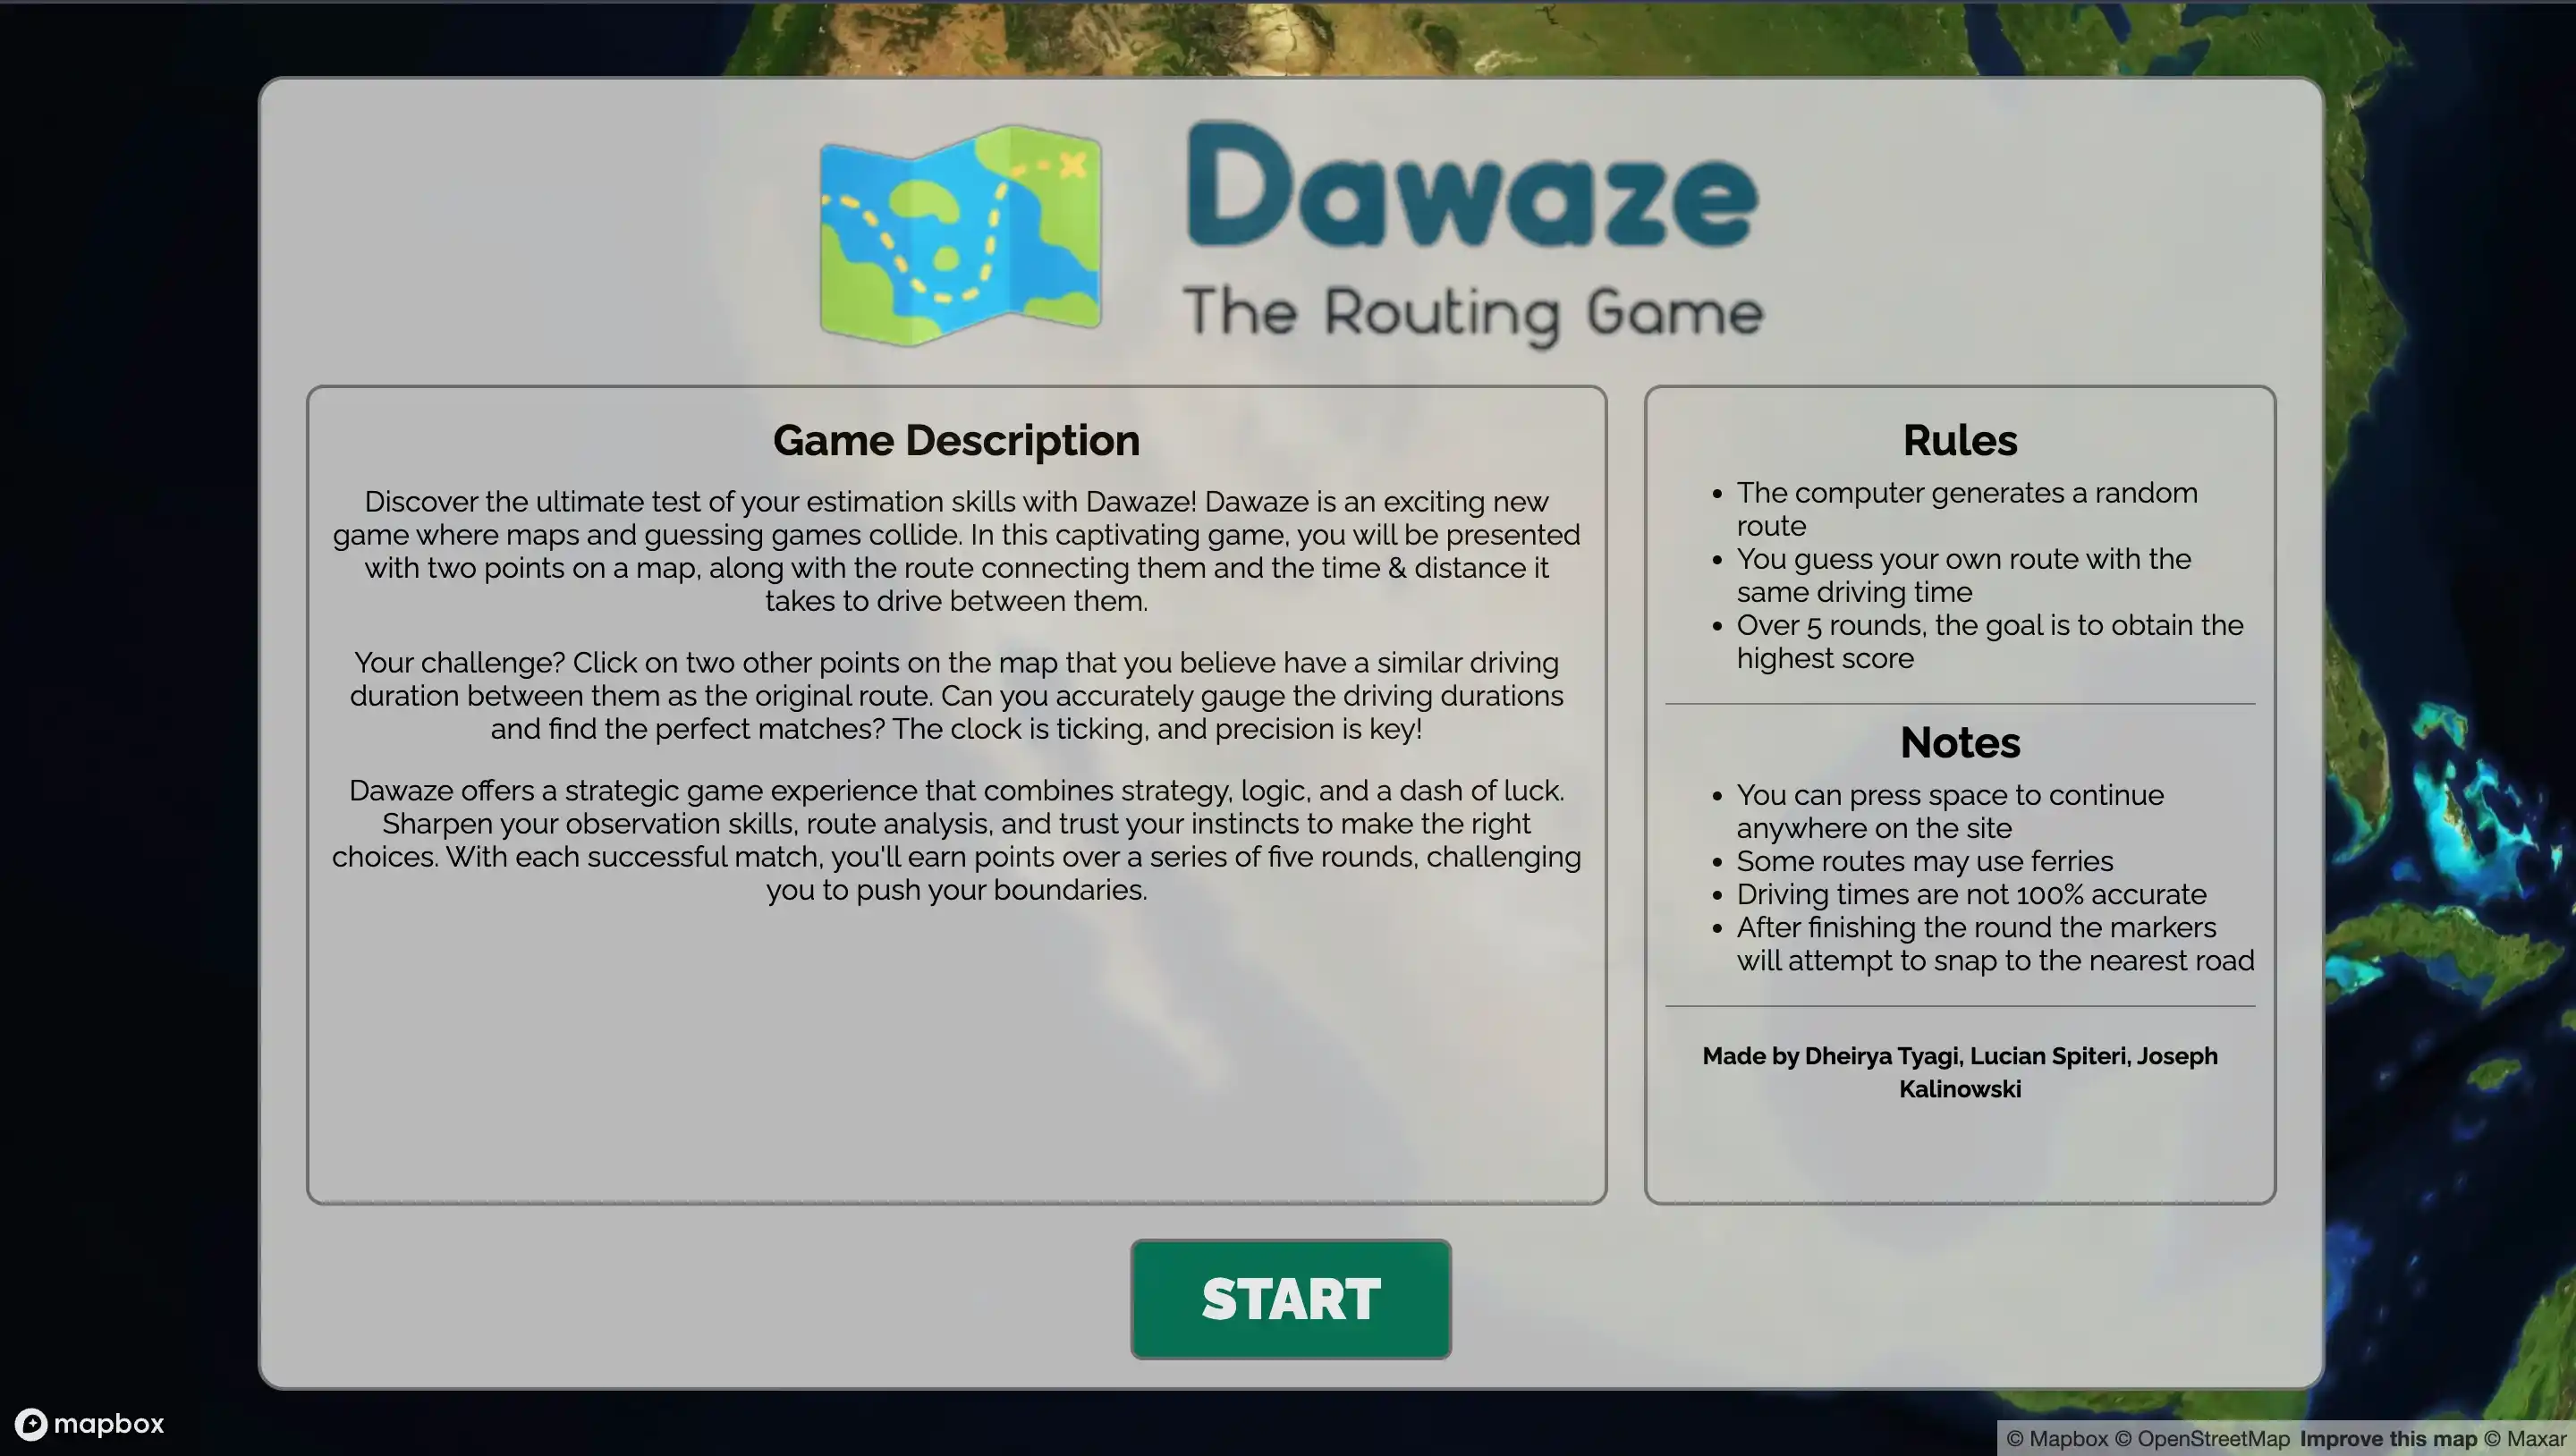 Dawaze
The Routing Game
Game Description
Discover the ultimate test of your estimation skills with Dawaze! Dawaze is an exciting new
game where maps and guessing games collide. In this captivating game, you will be presented
with two points on a map, along with the route connecting them and the time & distance it
takes to drive between them.
Your challenge? Click on two other points on the map that you believe have a similar driving
duration between them as the original route. Can you accurately gauge the driving durations
and find the perfect matches? The clock is ticking, and precision is key!
Dawaze offers a strategic game experience that combines strategy, logic, and a dash of luck.
Sharpen your observation skills, route analysis, and trust your instincts to make the right
choices. With each successful match, you'll earn points over a series of five rounds, challenging
you to push your boundaries.
Rules
• The computer generates a random
route
• You guess your own route with the
same driving time
• Over 5 rounds, the goal is to obtain the
highest score
Notes
• You can press space to continue
anywhere on the site
• Some routes may use ferries
• Driving times are not 100% accurate
• After finishing the round the markers
will attempt to snap to the nearest road
Made by Dheirya Tyagi, Lucian Spiteri, Joseph
Kalinowski
START
mapbox
© Mapbox © OpenStreetMap Improve this map © Maxar